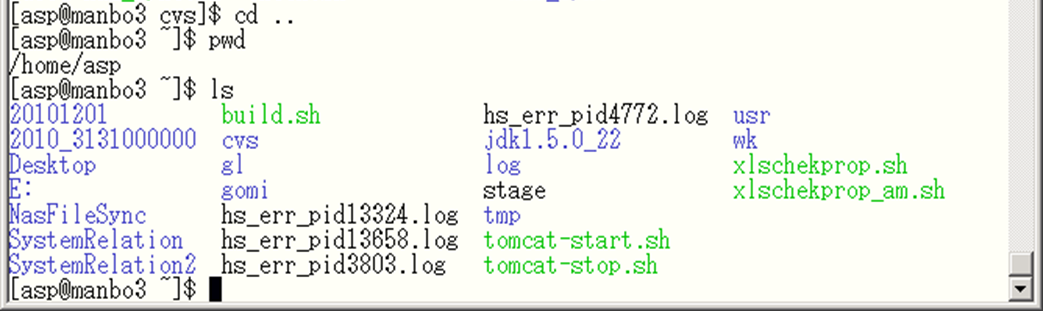 [asp@manbo3 cvs]$ cd ..
[asp@manbo3 ~]$ pwd
/home/asp
[asp@manbo3 ~]$ ls
20101201 build.sh hs_err_pid4772.log usr
2010_3131000000 cvs jdk1.5.0_22 wk
Desktop gl log xlschekprop.sh
E: gomi stage xlschekprop_am.sh
NasFileSync hs_err_pid13324.log tmp
SystemRelation hs_err_pid13658.log tomcat-start.sh
SystemRelation2 hs_err_pid3803.log tomcat-stop.sh
[asp@manbo3 ~]$